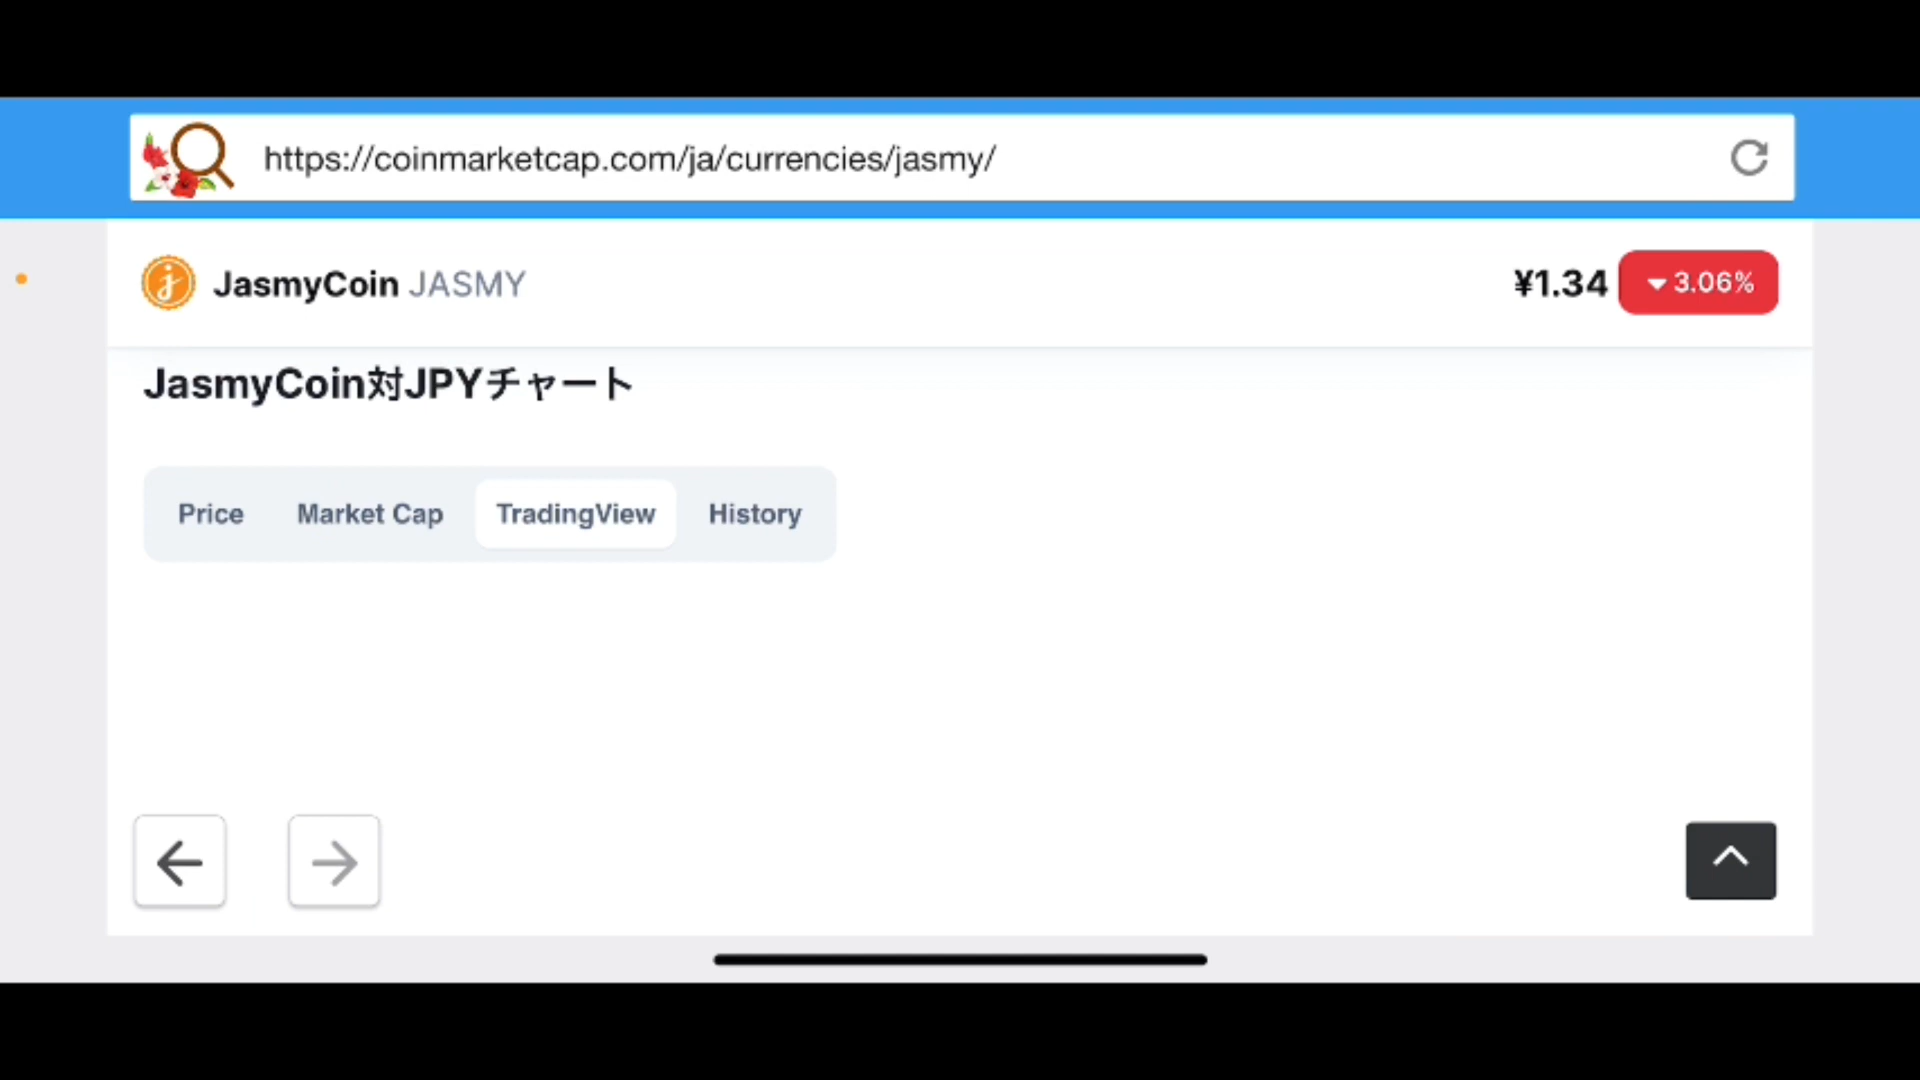 https://coinmarketcap.com/ja/currencies/jasmy/
JasmyCoin JASMY ¥1.34 3.06%
JasmyCoin対JPYチャート
Price Market Cap TradingView History